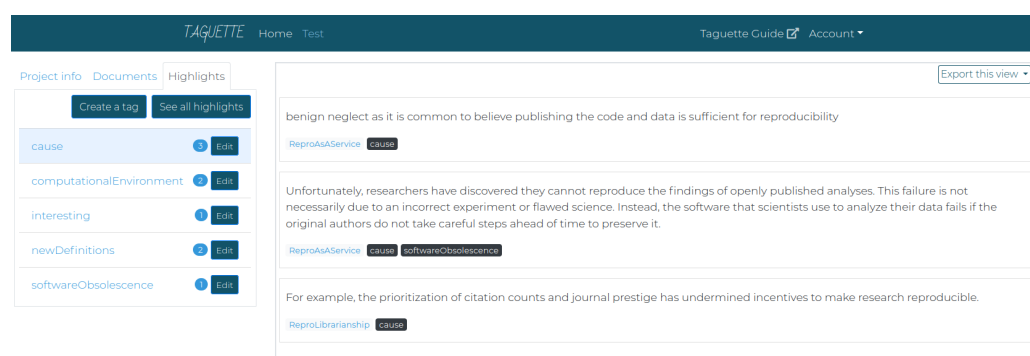 TAGUETTE Home Test Taguette Guide Account
Project info Documents Highlights
Export this view
Create a tag See all highlights
cause 3 Edit
computationalEnvironment 2 Edit
interesting 1 Edit
newDefinitions 2 Edit
softwareObsolescence 1 Edit
benign neglect as it is common to believe publishing the code and data is sufficient for reproducibility
ReproAsAService cause
Unfortunately, researchers have discovered they cannot reproduce the findings of openly published analyses. This failure is not
necessarily due to an incorrect experiment or flawed science. Instead, the software that scientists use to analyze their data fails if the
original authors do not take careful steps ahead of time to preserve it.
ReproAsAService cause softwareObsolescence
For example, the prioritization of citation counts and journal prestige has undermined incentives to make research reproducible.
ReproLibrarianship cause